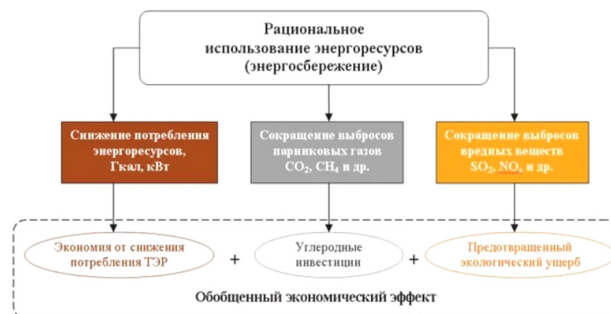 Рациональное
использование энергоресурсов
(энергосбережение)
Снижение потребления
энергоресурсов,
Гкал, кВт
Сокращение выбросов
парниковых газов
CO₂, CH₄ и др.
Сокращение выбросов
вредных веществ
SO₂, NOₓ и др.
Экономия от снижения
потребления ТЭР
+
Углеродные
инвестиции
+
Предотвращенный
экологический ущерб
Обобщенный экономический эффект